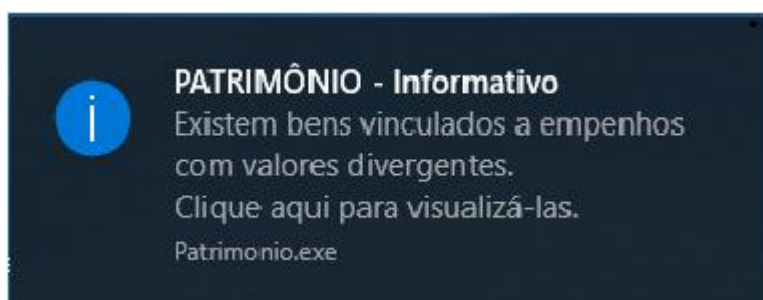 PATRIMÔNIO - Informativo
Existem bens vinculados a empenhos
com valores divergentes.
Clique aqui para visualizá-las.
Patrimonio.exe